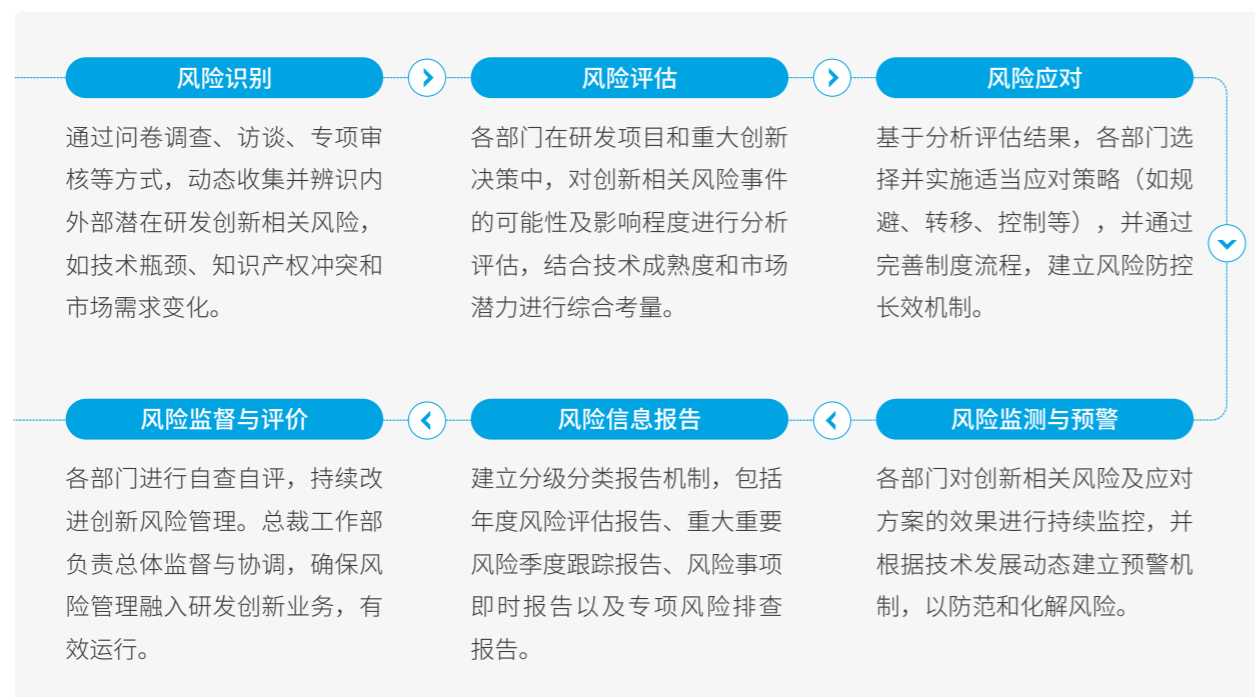 风险识别
通过问卷调查、访谈、专项审
核等方式，动态收集并辨识内
外部潜在研发创新相关风险，
如技术瓶颈、知识产权冲突和
市场需求变化。
风险评估
各部门在研发项目和重大创新
决策中，对创新相关风险事件
的可能性及影响程度进行分析
评估，结合技术成熟度和市场
潜力进行综合考量。
风险应对
基于分析评估结果，各部门选
择并实施适当应对策略（如规
避、转移、控制等），并通过
完善制度流程，建立风险防控
长效机制。
风险监测与预警
各部门对创新相关风险及应对
方案的效果进行持续监控，并
根据技术发展动态建立预警机
制，以防范和化解风险。
风险信息报告
建立分级分类报告机制，包括
年度风险评估报告、重大重要
风险季度跟踪报告、风险事项
即时报告以及专项风险排查
报告。
风险监督与评价
各部门进行自查自评，持续改
进创新风险管理。总裁工作部
负责总体监督与协调，确保风
险管理融入研发创新业务，有
效运行。